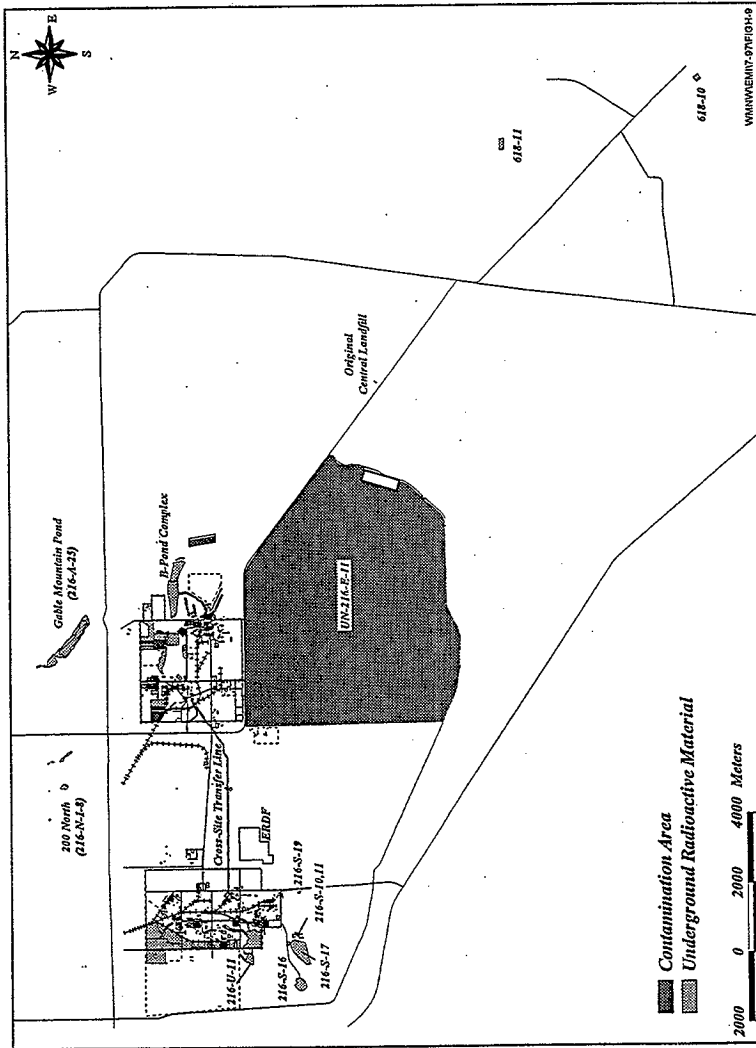 N
E
W
S
Gable Mountain Pond
(216-A-25)
200 North
(216-N-1-8)
B-Pond Complex
Cross-Site Transfer Line
ERDF
216-S-19
216-S-10,11
216-U-11
216-S-16
216-S-17
UN-216-E-11
Original
Central Landfill
618-11
618-10
Contamination Area
Underground Radioactive Material
2000 0 2000 4000 Meters